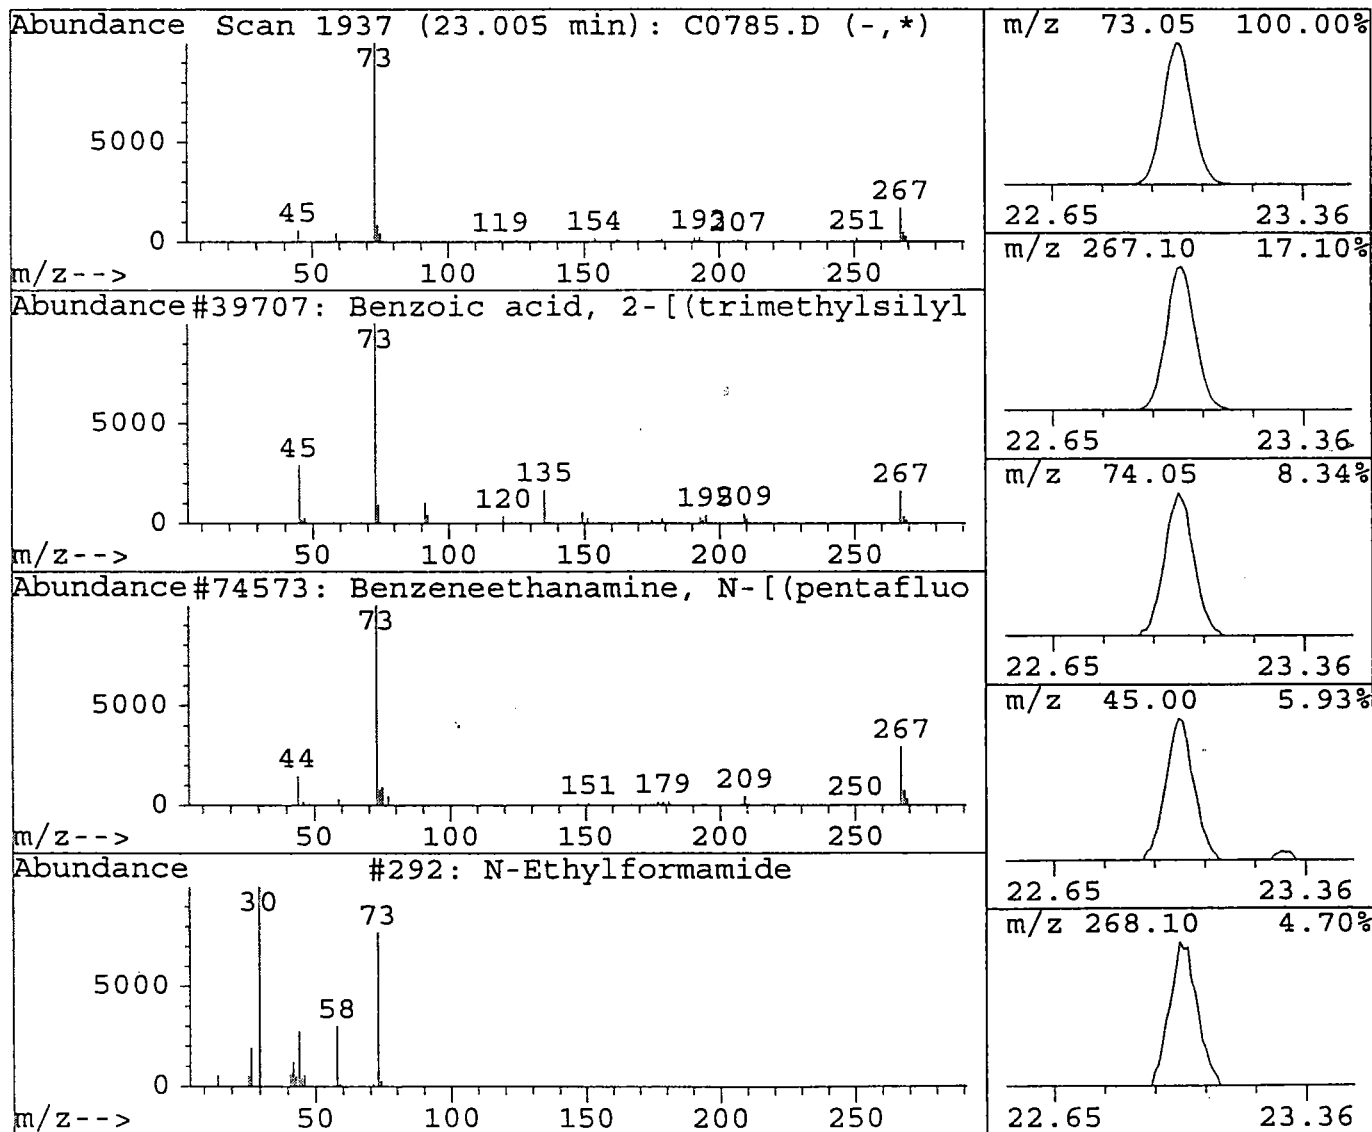 Abundance Scan 1937 (23.005 min): C0785.D (-,*)
73
5000
45
119
154
207
251
267
0
m/z--> 50 100 150 200 250
Abundance #39707: Benzoic acid, 2-[(trimethylsilyl
73
5000
45
120
135
209
267
0
m/z--> 50 100 150 200 250
Abundance #74573: Benzeneethanamine, N-[(pentafluo
73
5000
44
151
179
209
250
267
0
m/z--> 50 100 150 200 250
Abundance #292: N-Ethylformamide
30
73
5000
58
0
m/z--> 50 100 150 200 250
m/z 73.05 100.00%
22.65 23.36
m/z 267.10 17.10%
22.65 23.36
m/z 74.05 8.34%
22.65 23.36
m/z 45.00 5.93%
22.65 23.36
m/z 268.10 4.70%
22.65 23.36